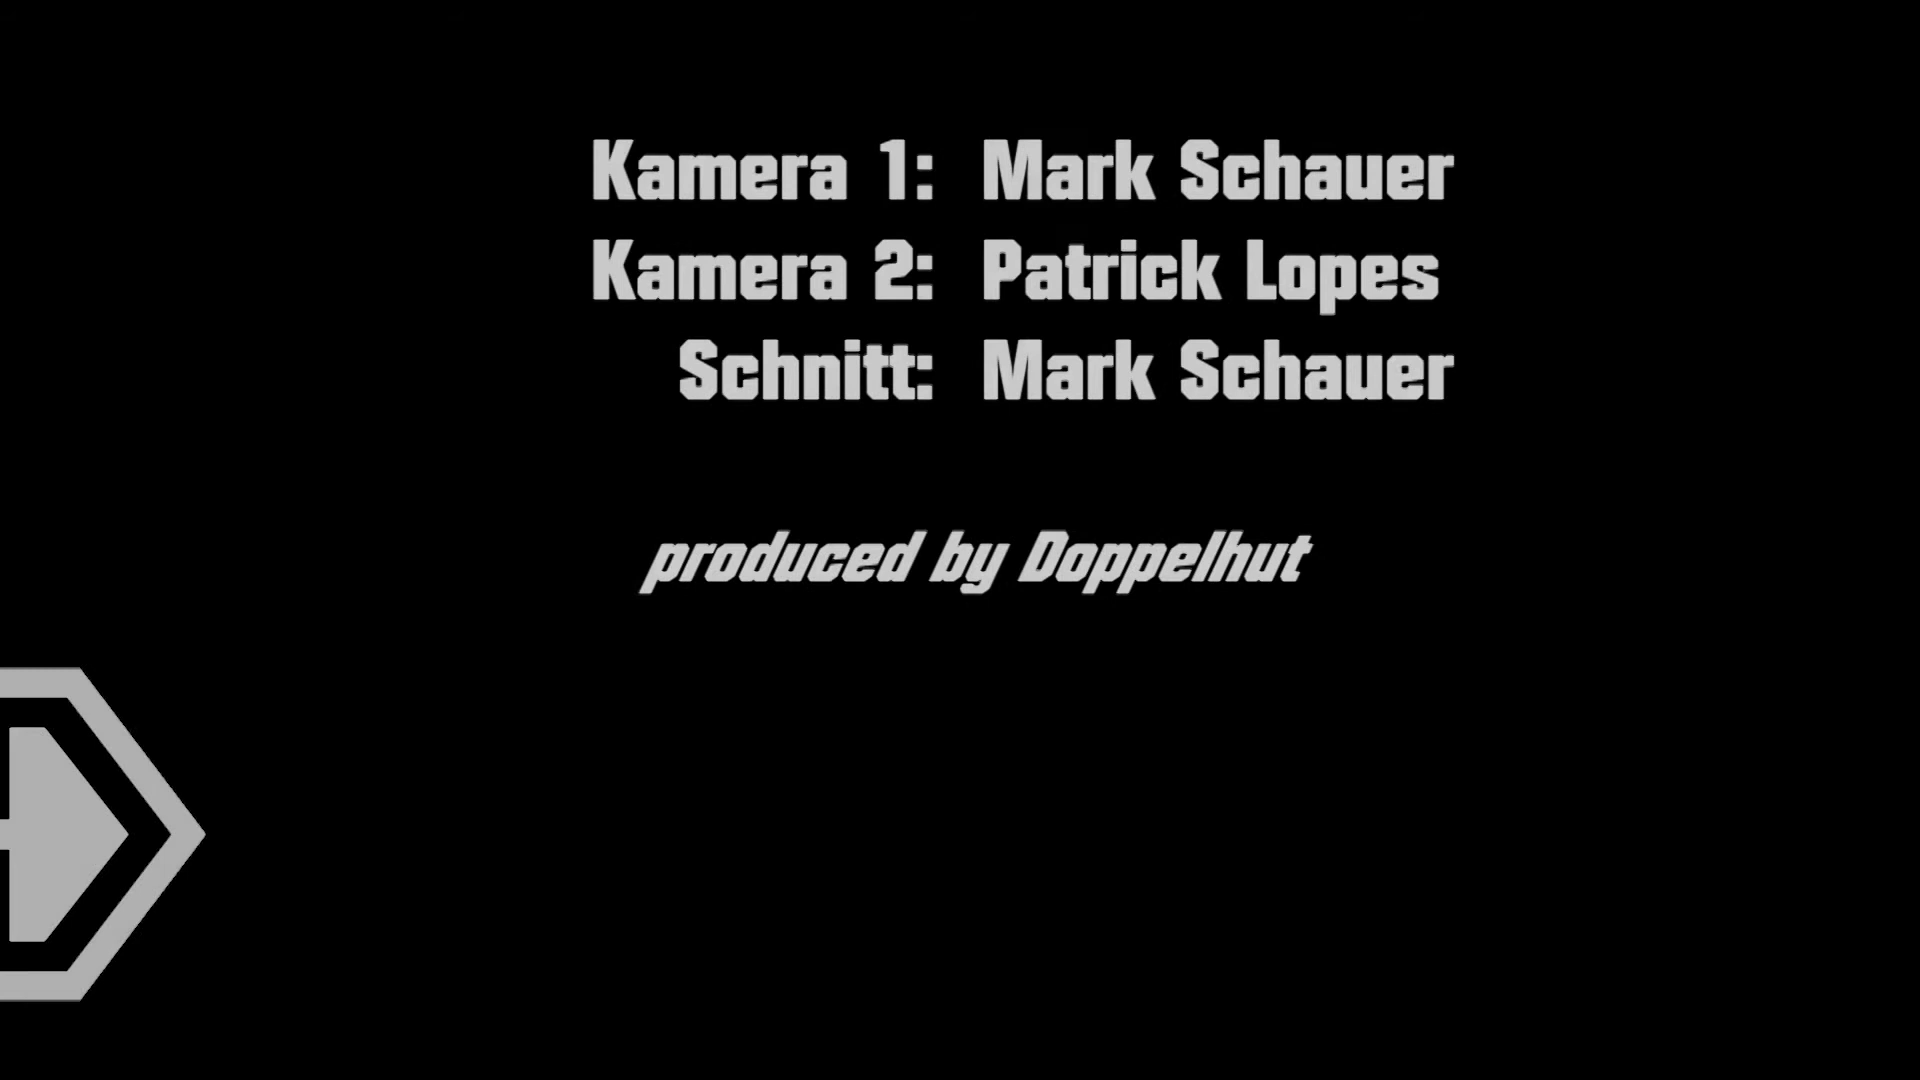 Kamera 1: Mark Schauer
Kamera 2: Patrick Lopes
Schnitt: Mark Schauer
produced by Doppelhut